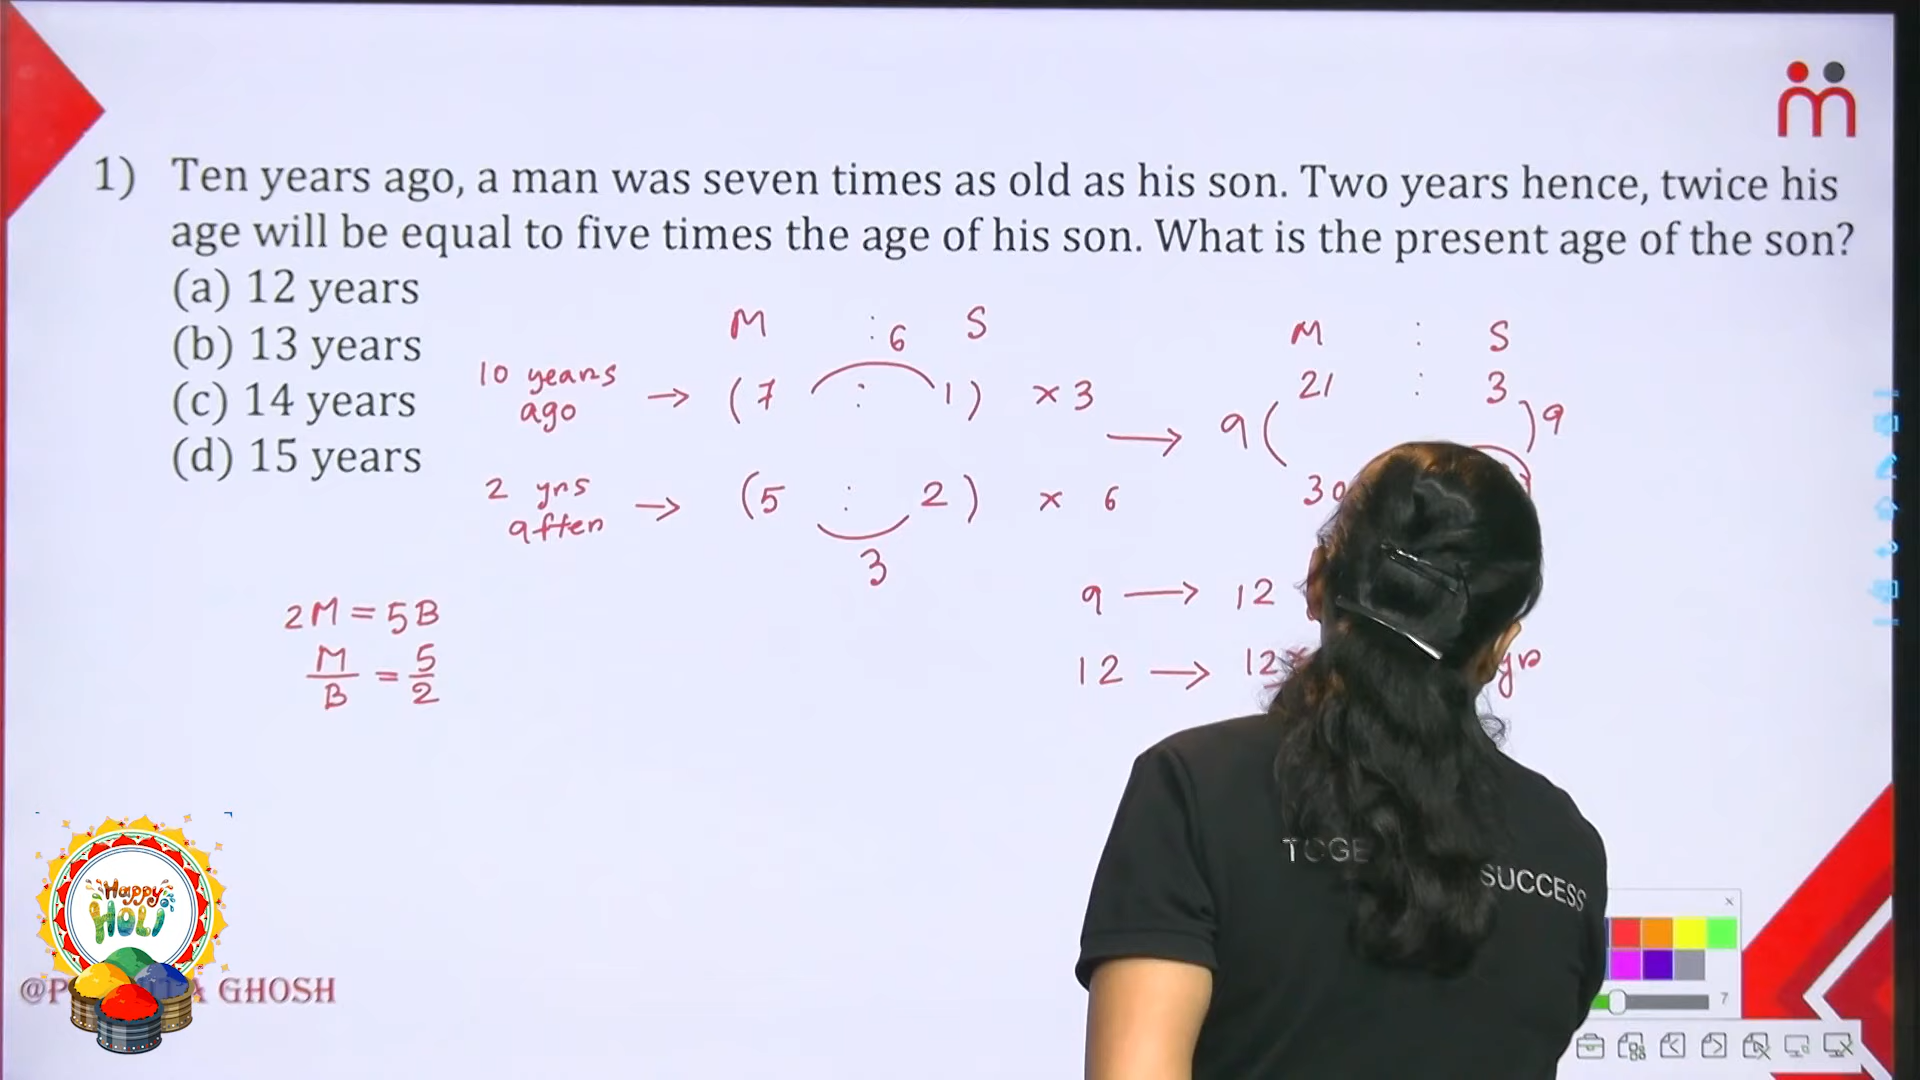 1) Ten years ago, a man was seven times as old as his son. Two years hence, twice his
age will be equal to five times the age of his son. What is the present age of the son?
(a) 12 years
(b) 13 years
(c) 14 years
(d) 15 years
M : S
6
10 years
ago → (7 : 1) × 3
2 yrs
after → (5 : 2) × 6
3
M : S
21 : 3
→ 9( )9
30
9 → 12
12 → 12 yrs
2M = 5B
M/B = 5/2
Happy
HOLI
GHOSH
SUCCESS
7